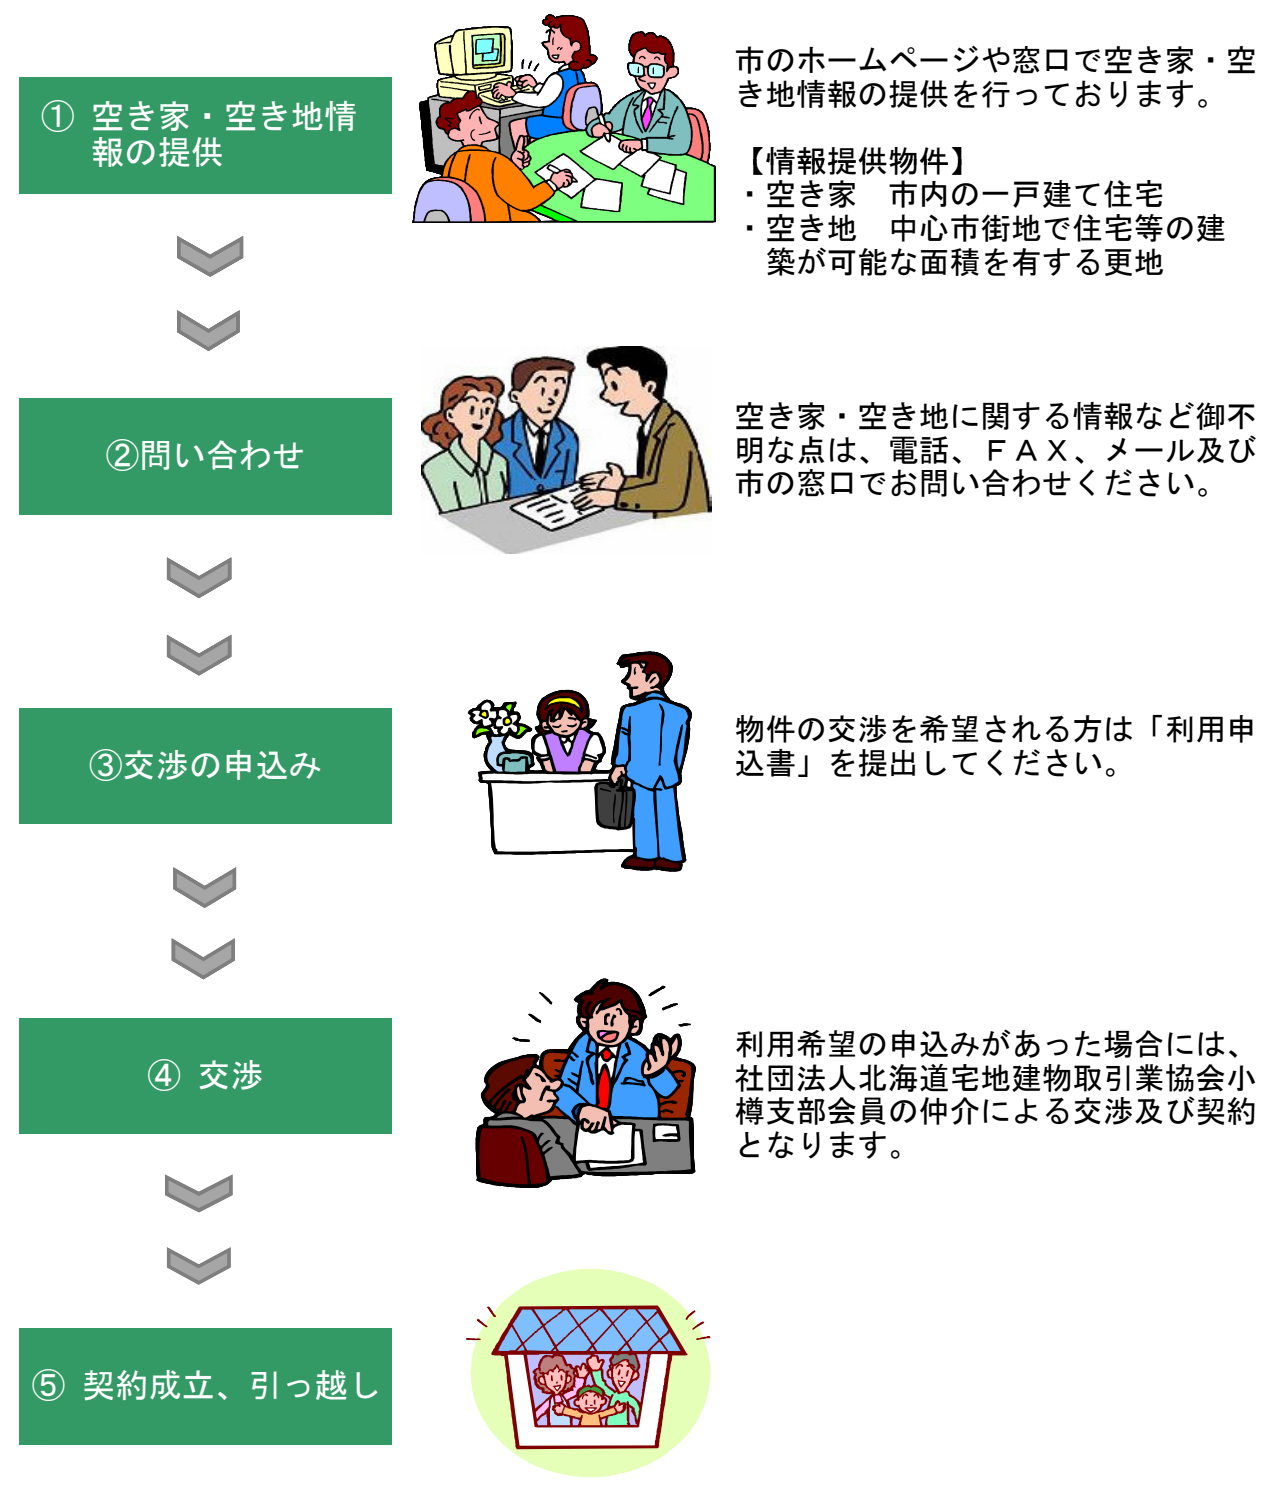 ① 空き家・空き地情
報の提供
市のホームページや窓口で空き家・空
き地情報の提供を行っております。
【情報提供物件】
・空き家　市内の一戸建て住宅
・空き地　中心市街地で住宅等の建
築が可能な面積を有する更地
②問い合わせ
空き家・空き地に関する情報など御不
明な点は、電話、ＦＡＸ、メール及び
市の窓口でお問い合わせください。
③交渉の申込み
物件の交渉を希望される方は「利用申
込書」を提出してください。
④ 交渉
利用希望の申込みがあった場合には、
社団法人北海道宅地建物取引業協会小
樽支部会員の仲介による交渉及び契約
となります。
⑤ 契約成立、引っ越し